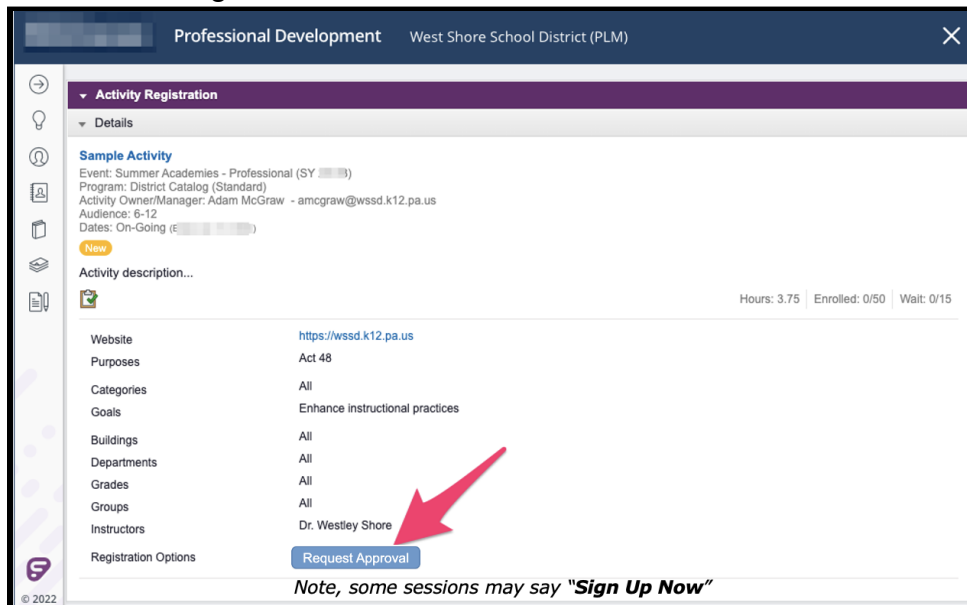 Professional Development West Shore School District (PLM)
Activity Registration
Details
Sample Activity
Event: Summer Academies - Professional (SY
Program: District Catalog (Standard)
Activity Owner/Manager: Adam McGraw - amcgraw@wssd.k12.pa.us
Audience: 6-12
Dates: On-Going
New
Activity description...
Hours: 3.75 Enrolled: 0/50 Wait: 0/15
Website https://wssd.k12.pa.us
Purposes Act 48
Categories All
Goals Enhance instructional practices
Buildings All
Departments All
Grades All
Groups All
Instructors Dr. Westley Shore
Registration Options Request Approval
Note, some sessions may say "Sign Up Now"
© 2022